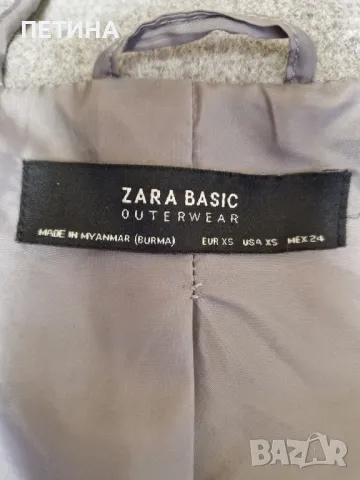 ПЕТИНА
ZARA BASIC
OUTERWEAR
MADE IN MYANMAR (BURMA) EUR XS USA XS MEX 24
BAZAR
.bg